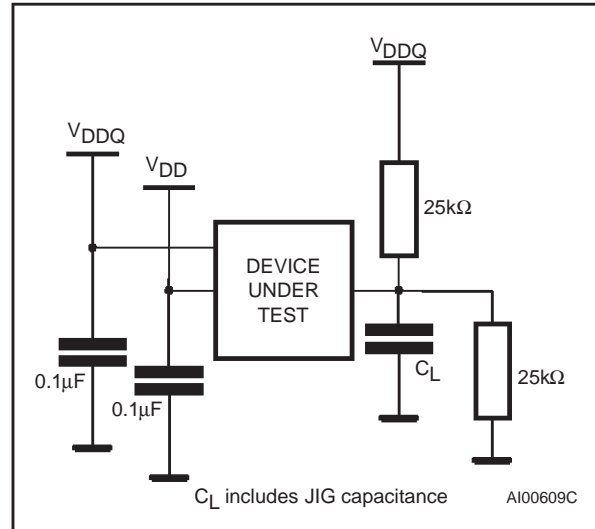 VDDQ
VDDQ
VDD
25kΩ
DEVICE
UNDER
TEST
0.1µF
0.1µF
CL
25kΩ
CL includes JIG capacitance
AI00609C